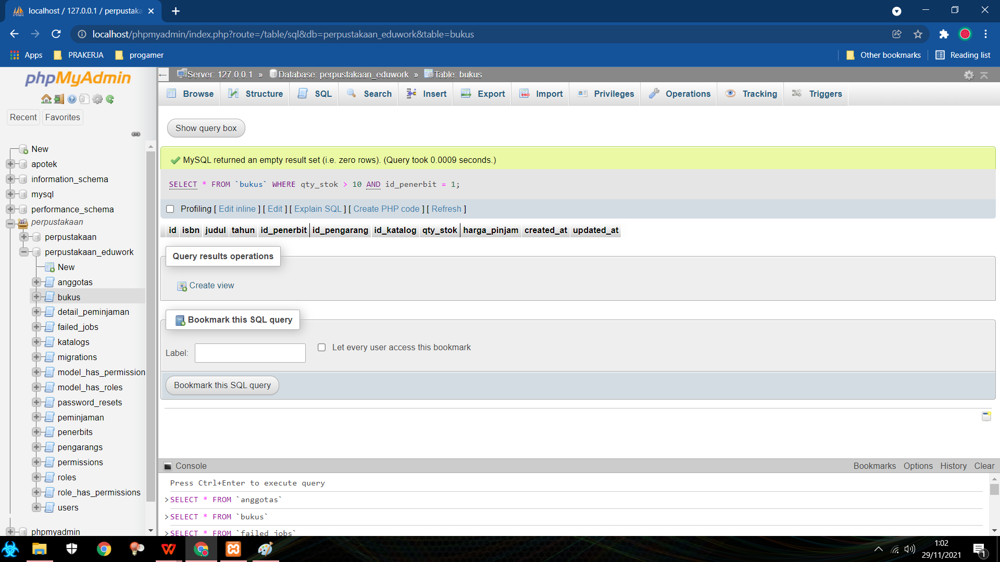 localhost / 127.0.0.1 / perpustaka
localhost/phpmyadmin/index.php?route=/table/sql&db=perpustakaan_eduwork&table=bukus
Apps
PRAKERJA
progamer
Other bookmarks
Reading list
phpMyAdmin
Recent
Favorites
New
apotek
information_schema
mysql
performance_schema
perpustakaan
perpustakaan
perpustakaan_eduwork
New
anggotas
bukus
detail_peminjaman
failed_jobs
katalogs
migrations
model_has_permission
model_has_roles
password_resets
peminjaman
penerbits
pengarangs
permissions
roles
role_has_permissions
users
phpmyadmin
Server: 127.0.0.1 » Database: perpustakaan_eduwork » Table: bukus
Browse Structure SQL Search Insert Export Import Privileges Operations Tracking Triggers
Show query box
MySQL returned an empty result set (i.e. zero rows). (Query took 0.0009 seconds.)
SELECT * FROM `bukus` WHERE qty_stok > 10 AND id_penerbit = 1;
Profiling [ Edit inline ] [ Edit ] [ Explain SQL ] [ Create PHP code ] [ Refresh ]
id isbn judul tahun id_penerbit id_pengarang id_katalog qty_stok harga_pinjam created_at updated_at
Query results operations
Create view
Bookmark this SQL query
Label:
Let every user access this bookmark
Bookmark this SQL query
Console
Bookmarks Options History Clear
Press Ctrl+Enter to execute query
>SELECT * FROM `anggotas`
>SELECT * FROM `bukus`
>SELECT * FROM `failed_jobs`
1:02
29/11/2021
1